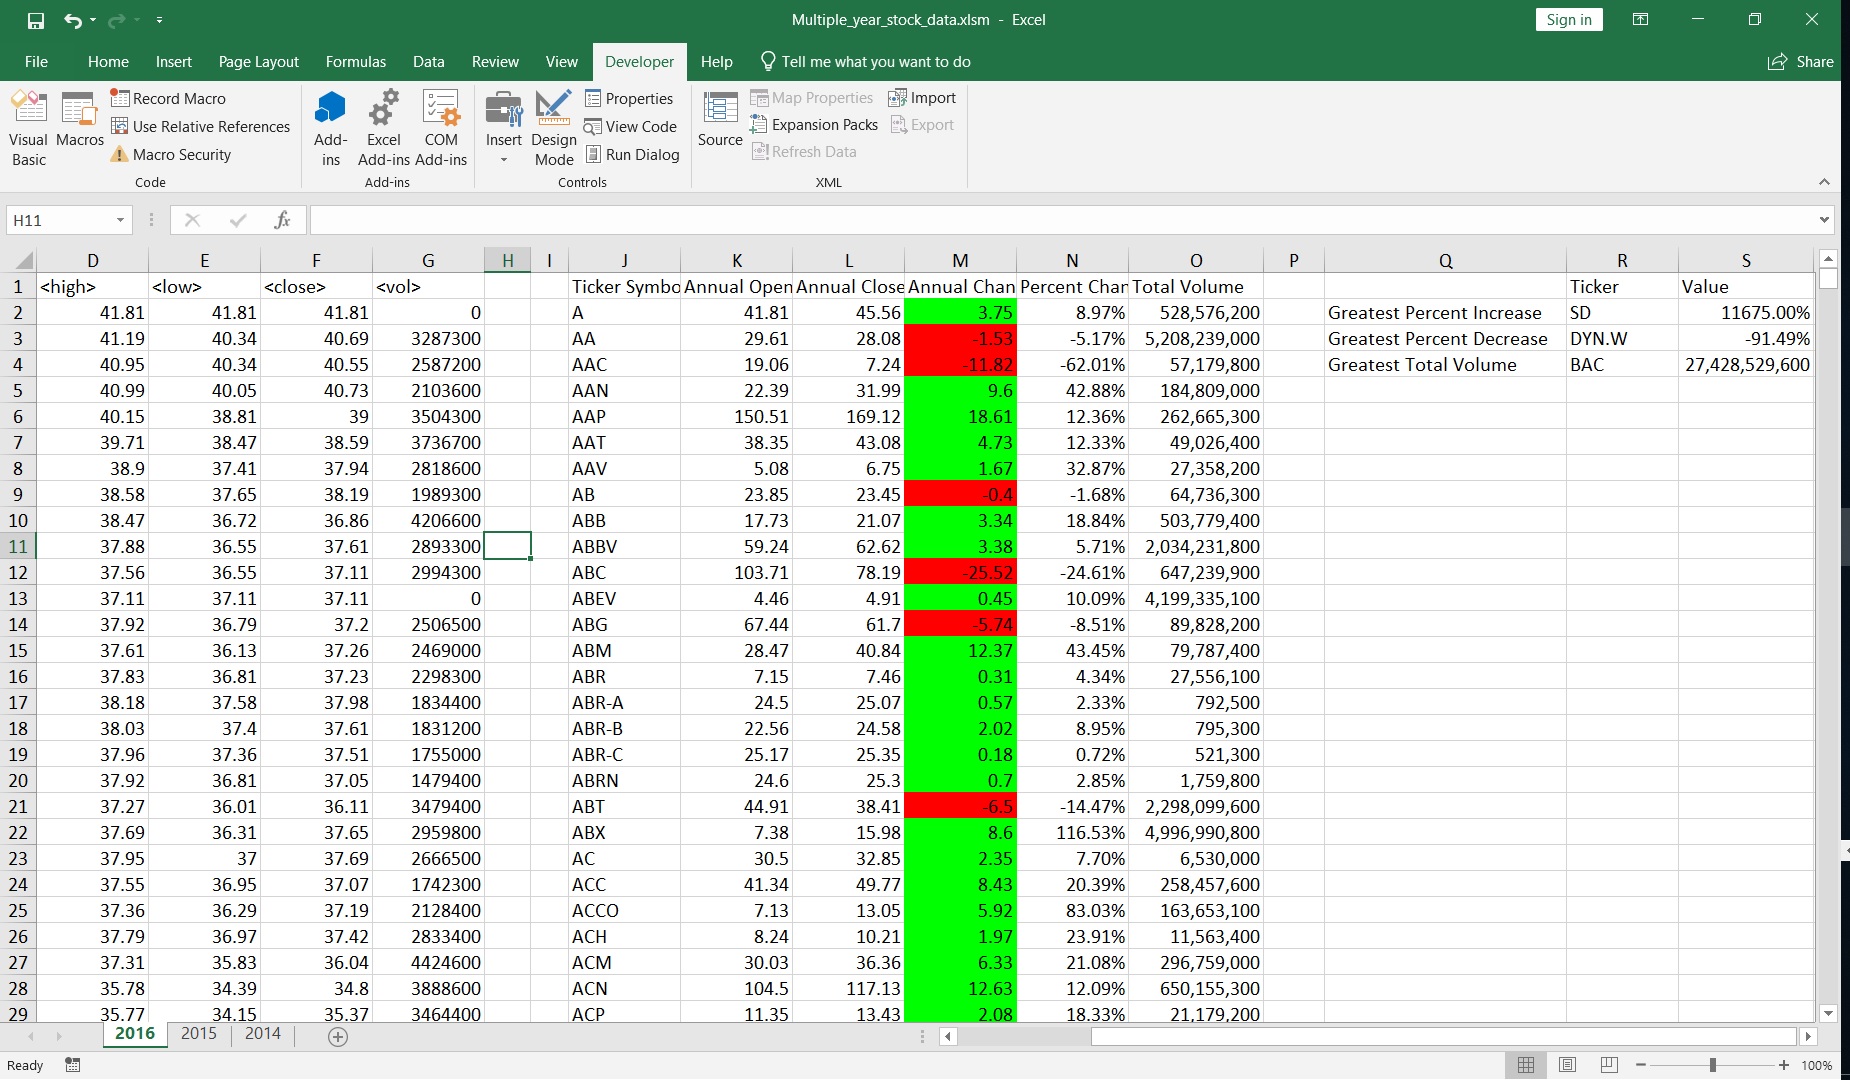 Multiple_year_stock_data.xlsm - Excel
Sign in
File Home Insert Page Layout Formulas Data Review View Developer Help Tell me what you want to do Share
Visual Basic
Macros
Record Macro
Use Relative References
Macro Security
Code
Add-ins
Excel Add-ins
COM Add-ins
Add-ins
Insert
Design Mode
Properties
View Code
Run Dialog
Controls
Source
Map Properties
Expansion Packs
Refresh Data
Import
Export
XML
H11
fx
D E F G H I J K L M N O P Q R S
1 <high> <low> <close> <vol> Ticker Symbo Annual Open Annual Close Annual Chan Percent Chan Total Volume Ticker Value
2 41.81 41.81 41.81 0 A 41.81 45.56 3.75 8.97% 528,576,200 Greatest Percent Increase SD 11675.00%
3 41.19 40.34 40.69 3287300 AA 29.61 28.08 -1.53 -5.17% 5,208,239,000 Greatest Percent Decrease DYN.W -91.49%
4 40.95 40.34 40.55 2587200 AAC 19.06 7.24 -11.82 -62.01% 57,179,800 Greatest Total Volume BAC 27,428,529,600
5 40.99 40.05 40.73 2103600 AAN 22.39 31.99 9.6 42.88% 184,809,000
6 40.15 38.81 39 3504300 AAP 150.51 169.12 18.61 12.36% 262,665,300
7 39.71 38.47 38.59 3736700 AAT 38.35 43.08 4.73 12.33% 49,026,400
8 38.9 37.41 37.94 2818600 AAV 5.08 6.75 1.67 32.87% 27,358,200
9 38.58 37.65 38.19 1989300 AB 23.85 23.45 -0.4 -1.68% 64,736,300
10 38.47 36.72 36.86 4206600 ABB 17.73 21.07 3.34 18.84% 503,779,400
11 37.88 36.55 37.61 2893300 ABBV 59.24 62.62 3.38 5.71% 2,034,231,800
12 37.56 36.55 37.11 2994300 ABC 103.71 78.19 -25.52 -24.61% 647,239,900
13 37.11 37.11 37.11 0 ABEV 4.46 4.91 0.45 10.09% 4,199,335,100
14 37.92 36.79 37.2 2506500 ABG 67.44 61.7 -5.74 -8.51% 89,828,200
15 37.61 36.13 37.26 2469000 ABM 28.47 40.84 12.37 43.45% 79,787,400
16 37.83 36.81 37.23 2298300 ABR 7.15 7.46 0.31 4.34% 27,556,100
17 38.18 37.58 37.98 1834400 ABR-A 24.5 25.07 0.57 2.33% 792,500
18 38.03 37.4 37.61 1831200 ABR-B 22.56 24.58 2.02 8.95% 795,300
19 37.96 37.36 37.51 1755000 ABR-C 25.17 25.35 0.18 0.72% 521,300
20 37.92 36.81 37.05 1479400 ABRN 24.6 25.3 0.7 2.85% 1,759,800
21 37.27 36.01 36.11 3479400 ABT 44.91 38.41 -6.5 -14.47% 2,298,099,600
22 37.69 36.31 37.65 2959800 ABX 7.38 15.98 8.6 116.53% 4,996,990,800
23 37.95 37 37.69 2666500 AC 30.5 32.85 2.35 7.70% 6,530,000
24 37.55 36.95 37.07 1742300 ACC 41.34 49.77 8.43 20.39% 258,457,600
25 37.36 36.29 37.19 2128400 ACCO 7.13 13.05 5.92 83.03% 163,653,100
26 37.79 36.97 37.42 2833400 ACH 8.24 10.21 1.97 23.91% 11,563,400
27 37.31 35.83 36.04 4424600 ACM 30.03 36.36 6.33 21.08% 296,759,000
28 35.78 34.39 34.8 3888600 ACN 104.5 117.13 12.63 12.09% 650,155,300
29 35.77 34.15 35.37 3464400 ACP 11.35 13.43 2.08 18.33% 21,179,200
2016 2015 2014
Ready 100%